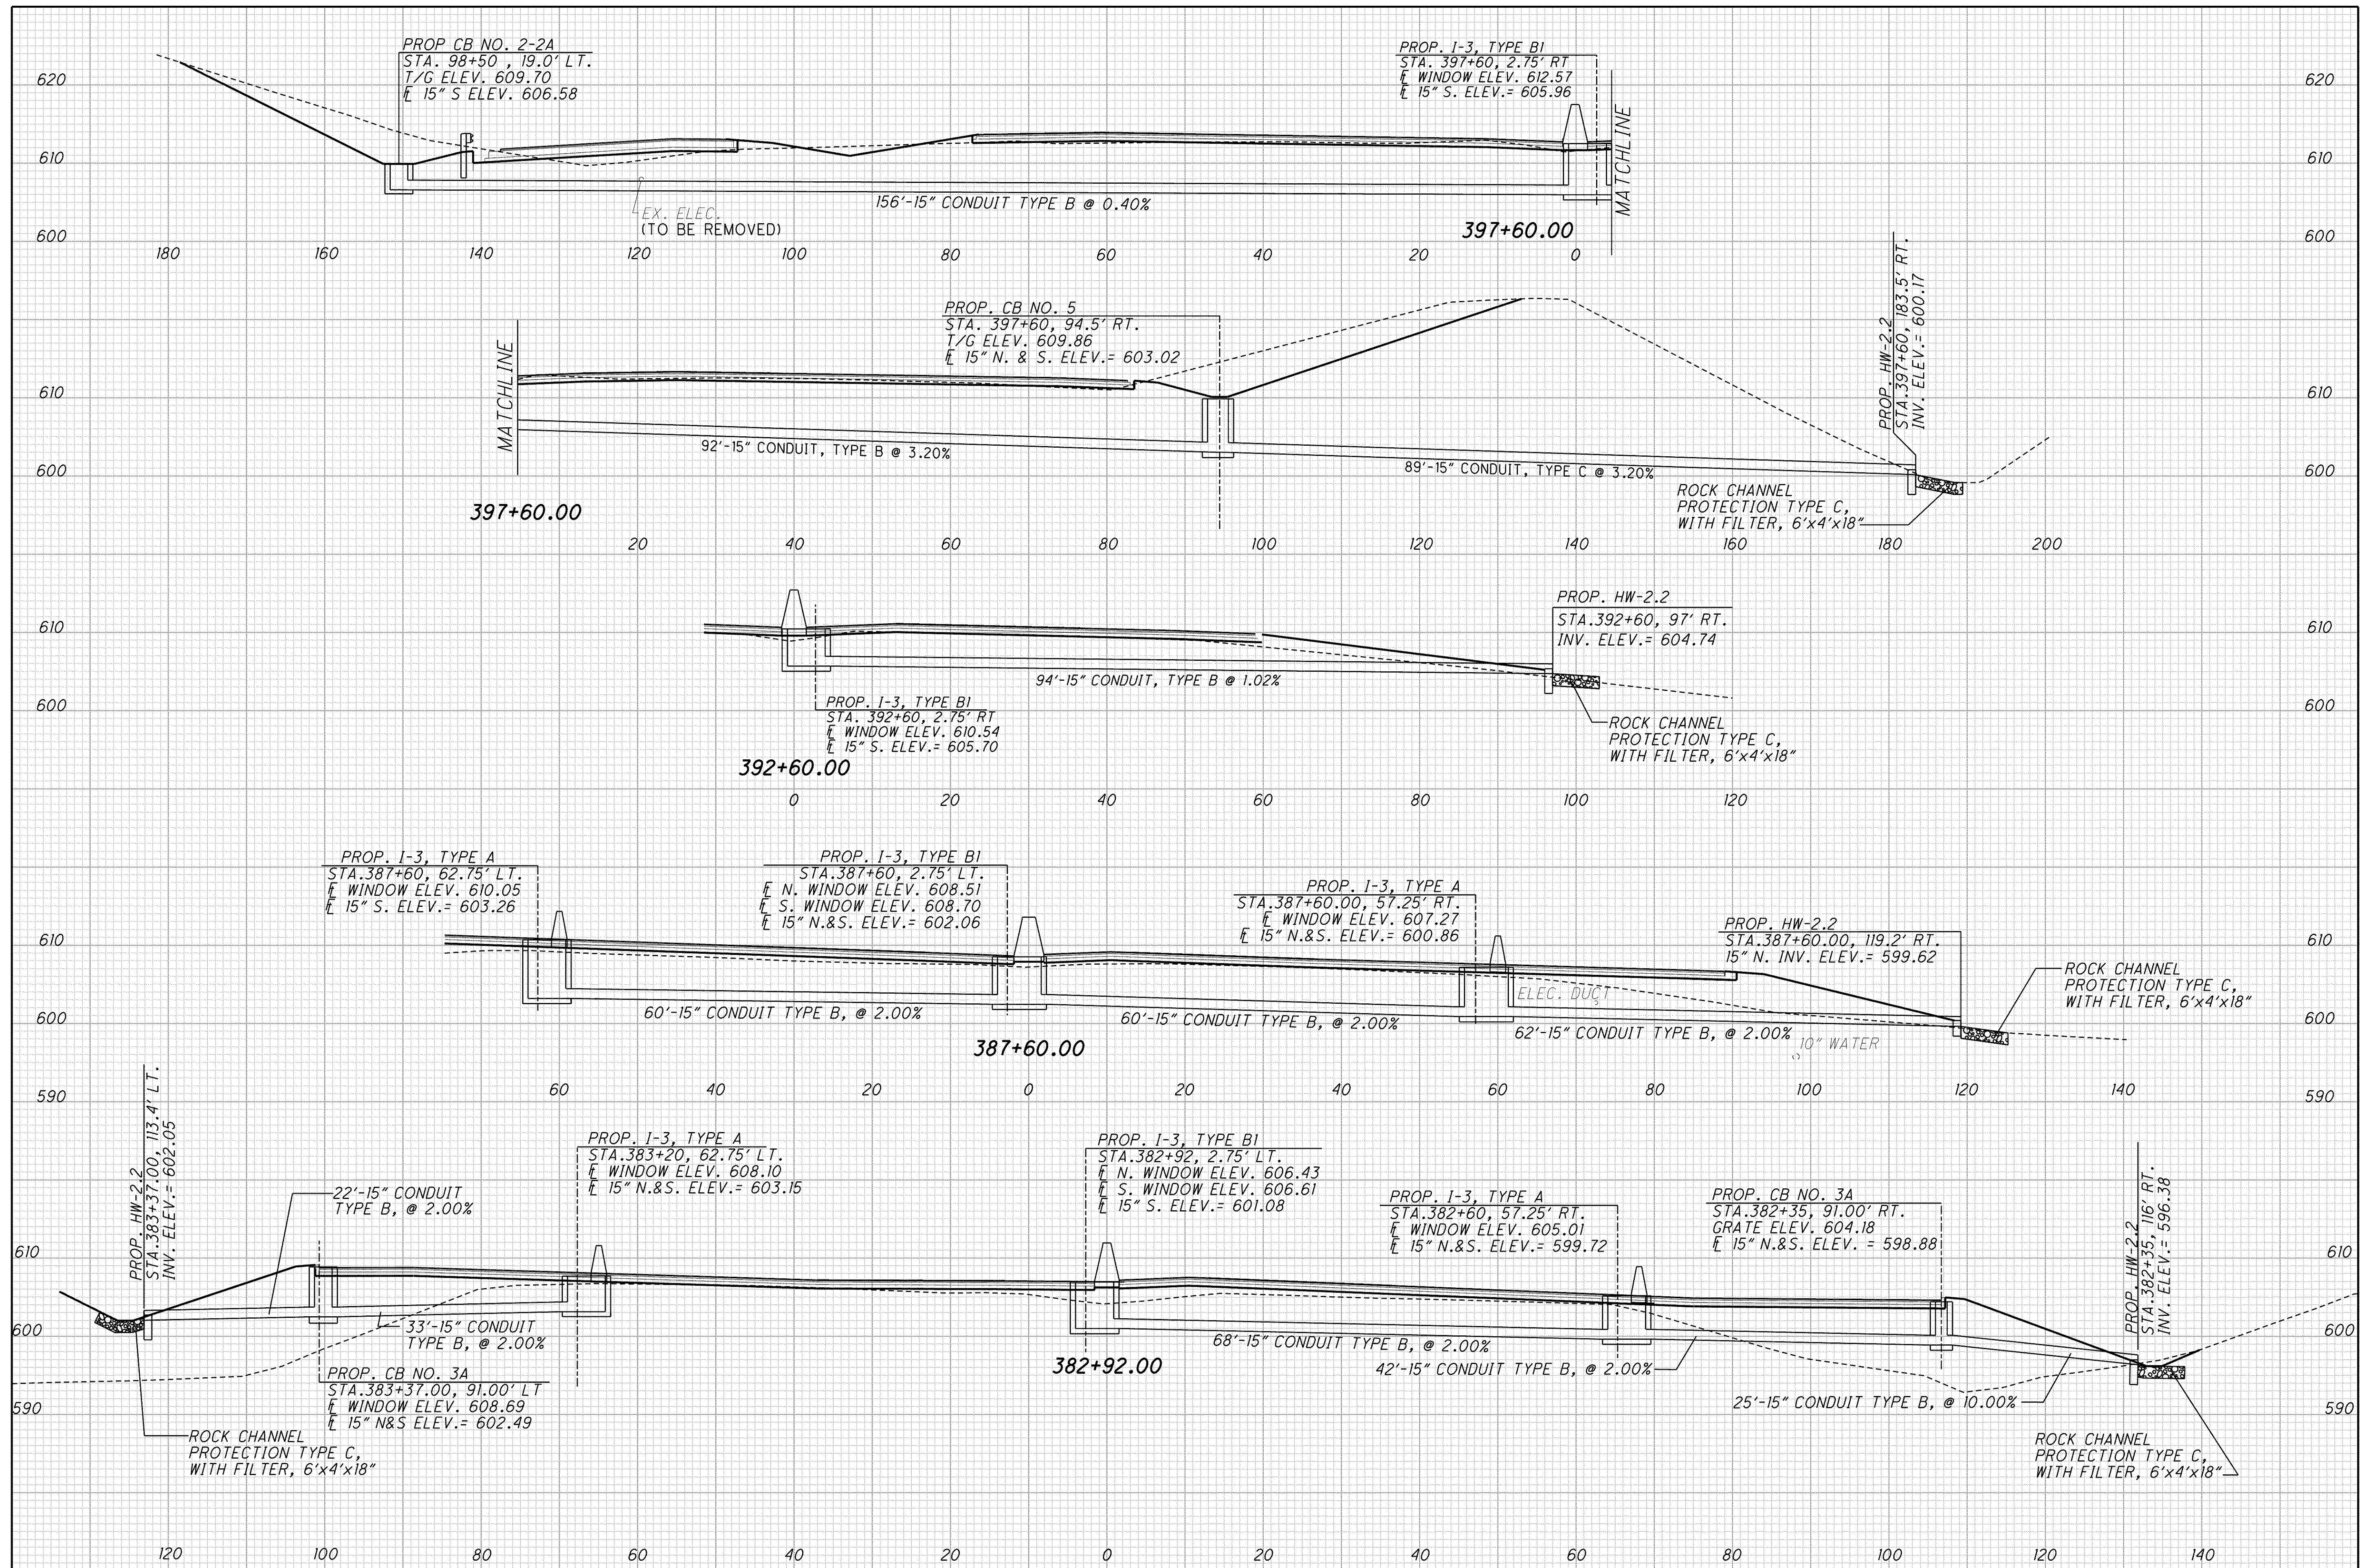 PROP CB NO. 2-2A
STA. 98+50 , 19.0' LT.
T/G ELEV. 609.70
℄ 15" S ELEV. 606.58
PROP. I-3, TYPE B1
STA. 397+60, 2.75' RT
℄ WINDOW ELEV. 612.57
℄ 15" S. ELEV.= 605.96
MATCHLINE
620 620
610 610
600 600
156'-15" CONDUIT TYPE B @ 0.40%
EX. ELEC.
(TO BE REMOVED)
397+60.00
180 160 140 120 100 80 60 40 20 0
PROP. CB NO. 5
STA. 397+60, 94.5' RT.
T/G ELEV. 609.86
℄ 15" N. & S. ELEV.= 603.02
PROP. HW-2.2
STA.397+60, 183.5' RT.
INV. ELEV.= 600.17
MATCHLINE
610 610
600 600
92'-15" CONDUIT, TYPE B @ 3.20%
89'-15" CONDUIT, TYPE C @ 3.20%
ROCK CHANNEL
PROTECTION TYPE C,
WITH FILTER, 6'x4'x18"
397+60.00
20 40 60 80 100 120 140 160 180 200
PROP. HW-2.2
STA.392+60, 97' RT.
INV. ELEV.= 604.74
610 610
600 600
94'-15" CONDUIT, TYPE B @ 1.02%
PROP. I-3, TYPE B1
STA. 392+60, 2.75' RT
℄ WINDOW ELEV. 610.54
℄ 15" S. ELEV.= 605.70
ROCK CHANNEL
PROTECTION TYPE C,
WITH FILTER, 6'x4'x18"
392+60.00
0 20 40 60 80 100 120
PROP. I-3, TYPE A
STA.387+60, 62.75' LT.
℄ WINDOW ELEV. 610.05
℄ 15" S. ELEV.= 603.26
PROP. I-3, TYPE B1
STA.387+60, 2.75' LT.
℄ N. WINDOW ELEV. 608.51
℄ S. WINDOW ELEV. 608.70
℄ 15" N.&S. ELEV.= 602.06
PROP. I-3, TYPE A
STA.387+60.00, 57.25' RT.
℄ WINDOW ELEV. 607.27
℄ 15" N.&S. ELEV.= 600.86
PROP. HW-2.2
STA.387+60.00, 119.2' RT.
15" N. INV. ELEV.= 599.62
ROCK CHANNEL
PROTECTION TYPE C,
WITH FILTER, 6'x4'x18"
610 610
600 600
590 590
ELEC. DUCT
60'-15" CONDUIT TYPE B, @ 2.00%
60'-15" CONDUIT TYPE B, @ 2.00%
62'-15" CONDUIT TYPE B, @ 2.00%
10" WATER
387+60.00
60 40 20 0 20 40 60 80 100 120 140
PROP. HW-2.2
STA.383+37.00, 113.4' LT.
INV. ELEV.= 602.05
22'-15" CONDUIT
TYPE B, @ 2.00%
PROP. I-3, TYPE A
STA.383+20, 62.75' LT.
℄ WINDOW ELEV. 608.10
℄ 15" N.&S. ELEV.= 603.15
PROP. I-3, TYPE B1
STA.382+92, 2.75' LT.
℄ N. WINDOW ELEV. 606.43
℄ S. WINDOW ELEV. 606.61
℄ 15" S. ELEV.= 601.08
PROP. I-3, TYPE A
STA.382+60, 57.25' RT.
℄ WINDOW ELEV. 605.01
℄ 15" N.&S. ELEV.= 599.72
PROP. CB NO. 3A
STA.382+35, 91.00' RT.
GRATE ELEV. 604.18
℄ 15" N.&S. ELEV. = 598.88
PROP. HW-2.2
STA.382+35, 116' RT.
INV. ELEV.= 596.38
610 610
600 600
590 590
33'-15" CONDUIT
TYPE B, @ 2.00%
68'-15" CONDUIT TYPE B, @ 2.00%
382+92.00
42'-15" CONDUIT TYPE B, @ 2.00%
25'-15" CONDUIT TYPE B, @ 10.00%
PROP. CB NO. 3A
STA.383+37.00, 91.00' LT
℄ WINDOW ELEV. 608.69
℄ 15" N&S ELEV.= 602.49
ROCK CHANNEL
PROTECTION TYPE C,
WITH FILTER, 6'x4'x18"
ROCK CHANNEL
PROTECTION TYPE C,
WITH FILTER, 6'x4'x18"
120 100 80 60 40 0 20 40 60 80 100 120 140